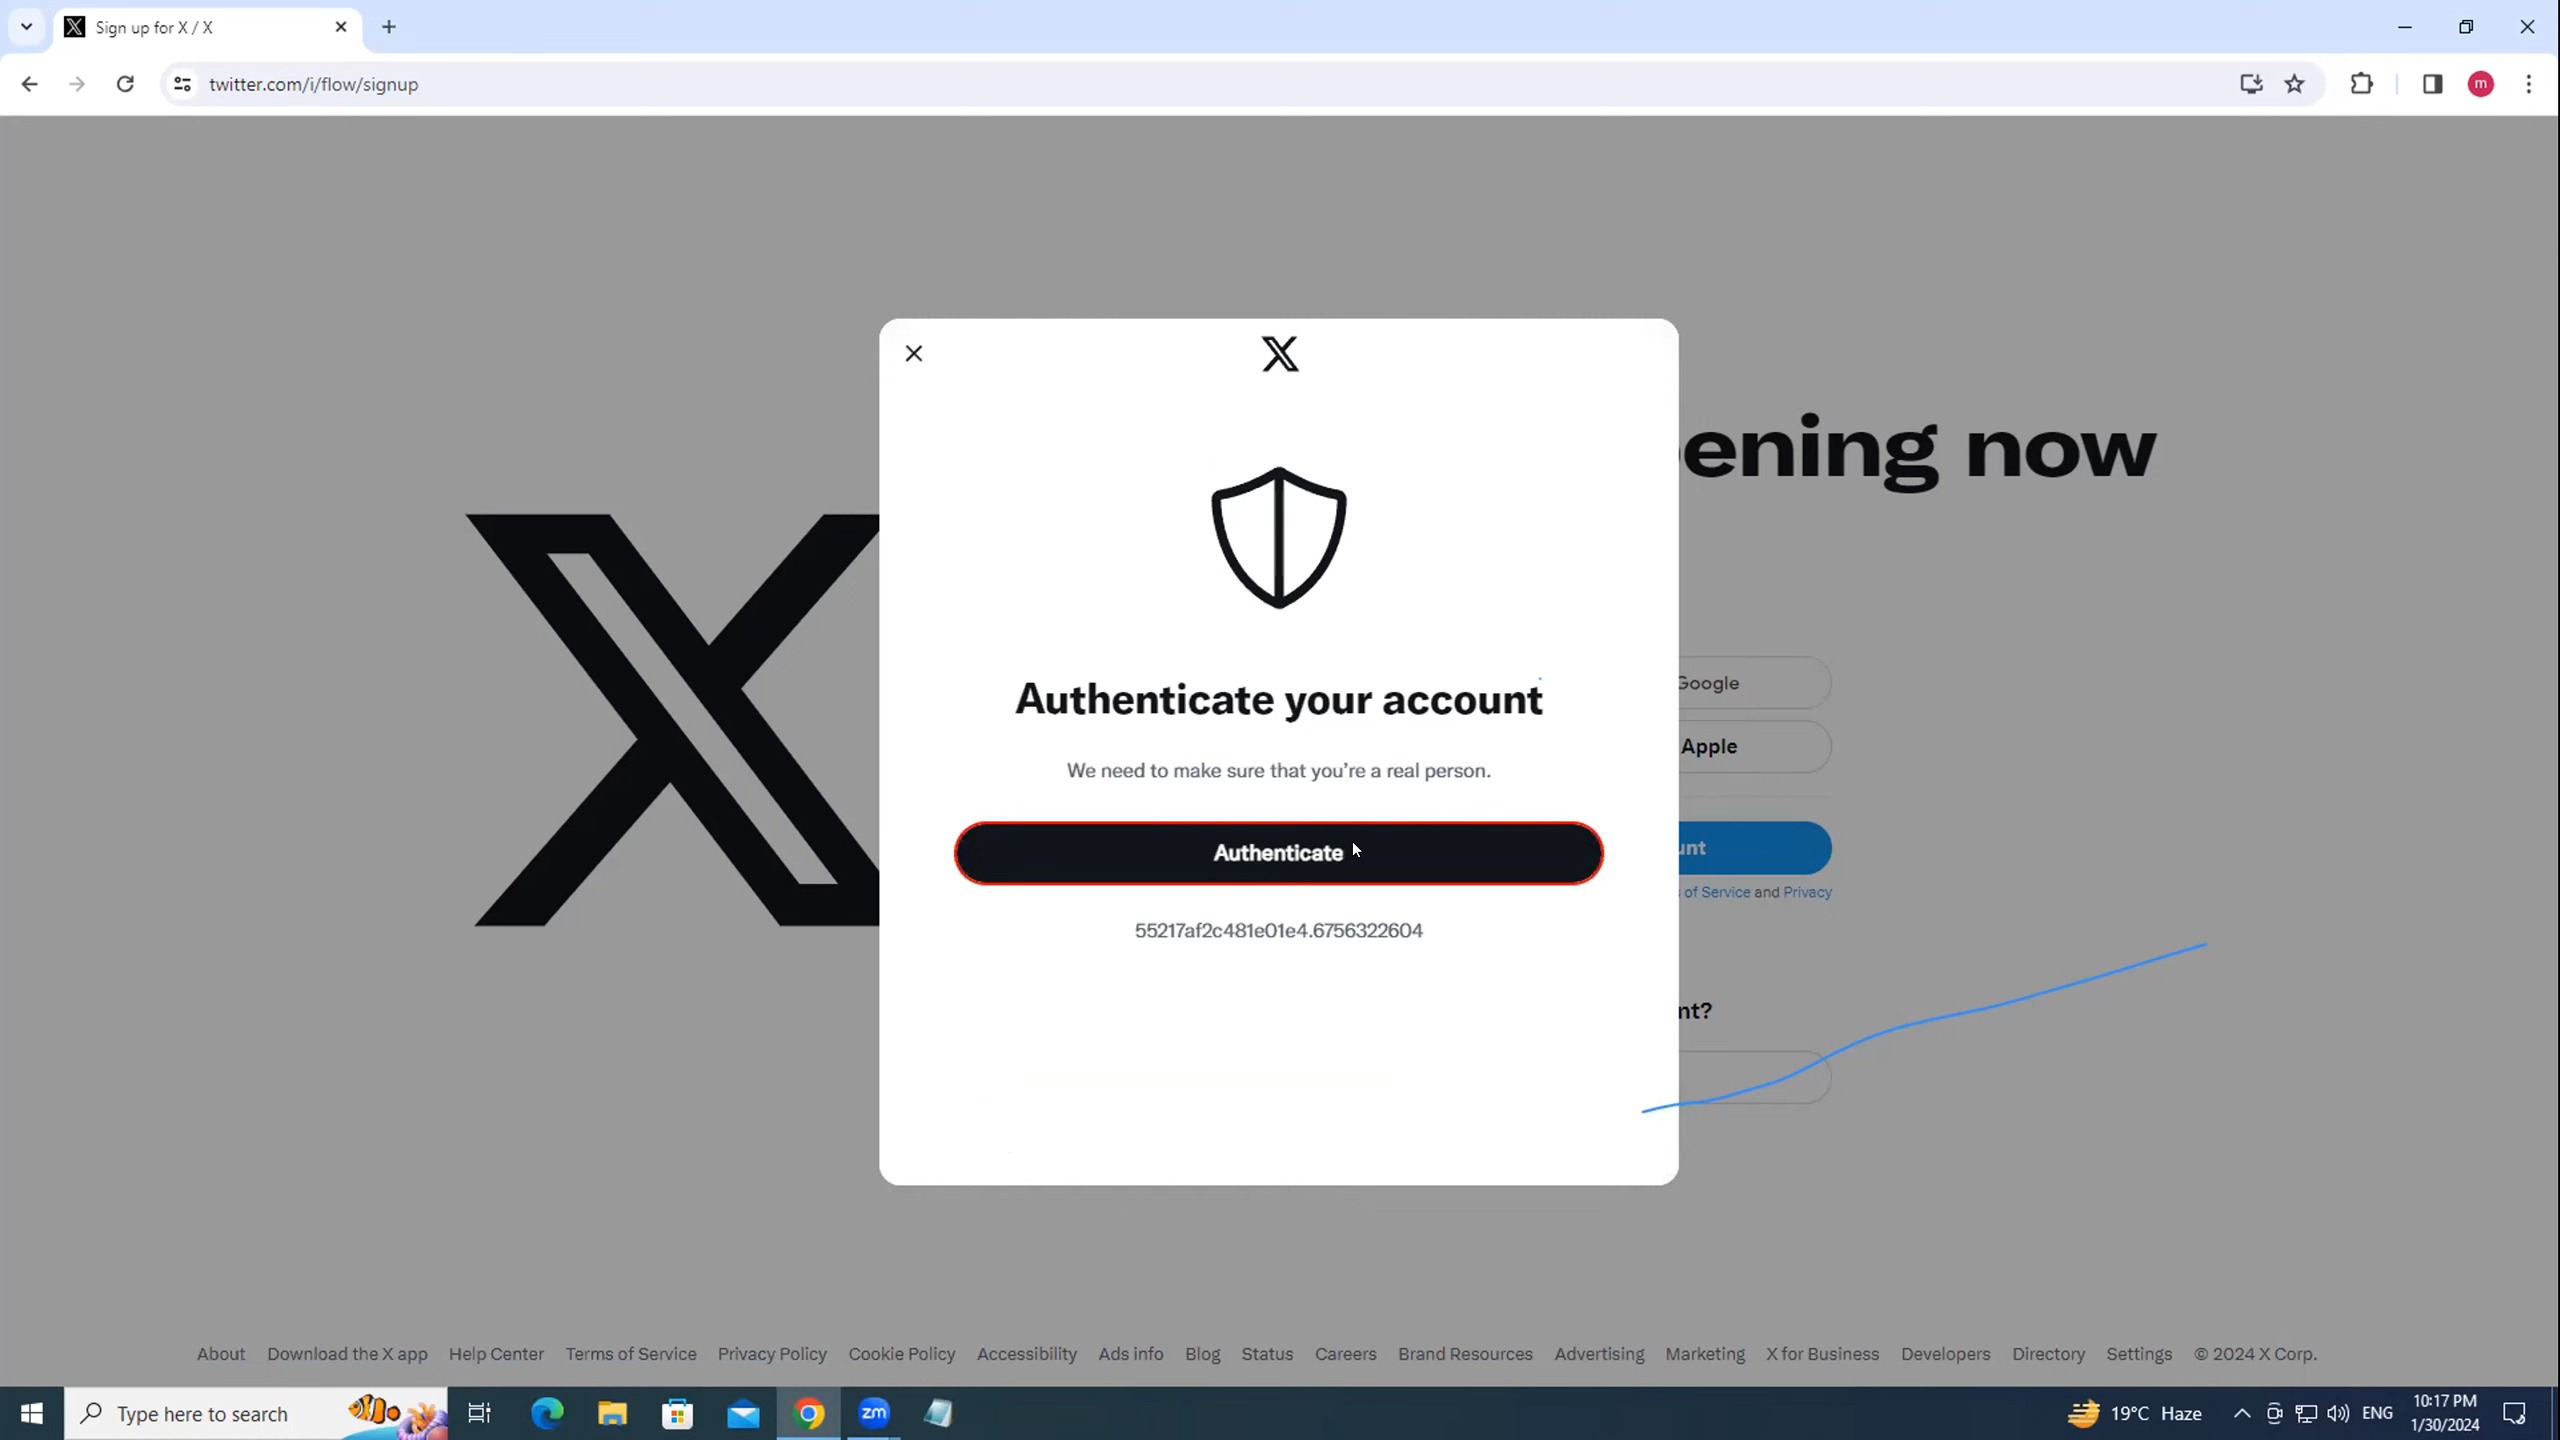 Sign up for X / X
twitter.com/i/flow/signup
m
pening now
Google
Apple
unt
s of Service and Privacy
nt?
Authenticate your account
We need to make sure that you're a real person.
Authenticate
55217af2c481e01e4.6756322604
About Download the X app Help Center Terms of Service Privacy Policy Cookie Policy Accessibility Ads info Blog Status Careers Brand Resources Advertising Marketing X for Business Developers Directory Settings © 2024 X Corp.
Type here to search
zm
19°C Haze
ENG
10:17 PM
1/30/2024